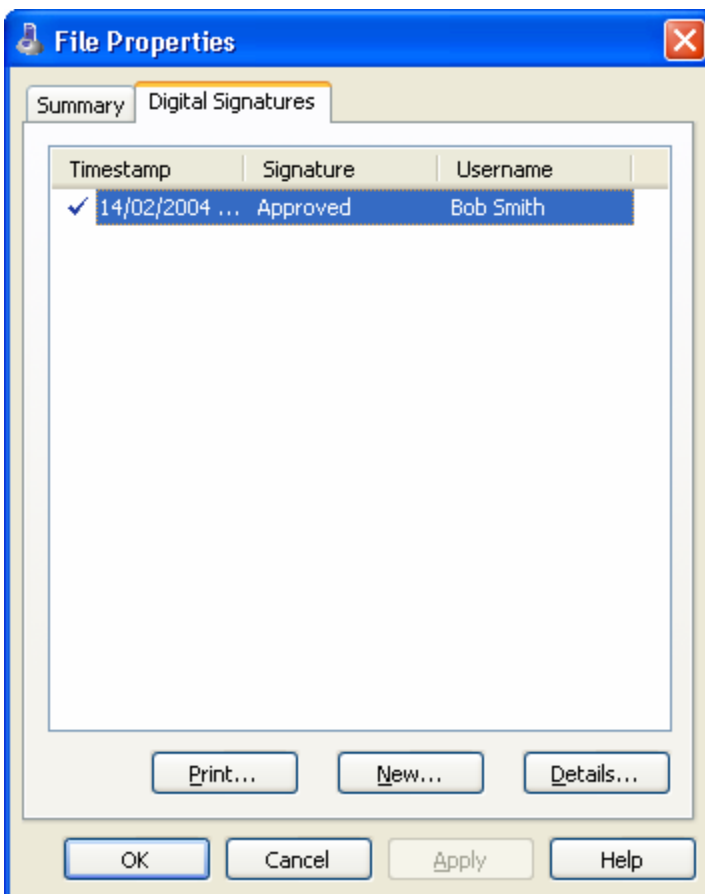 File Properties
Summary Digital Signatures
Timestamp Signature Username
14/02/2004 ... Approved Bob Smith
Print... New... Details...
OK Cancel Apply Help